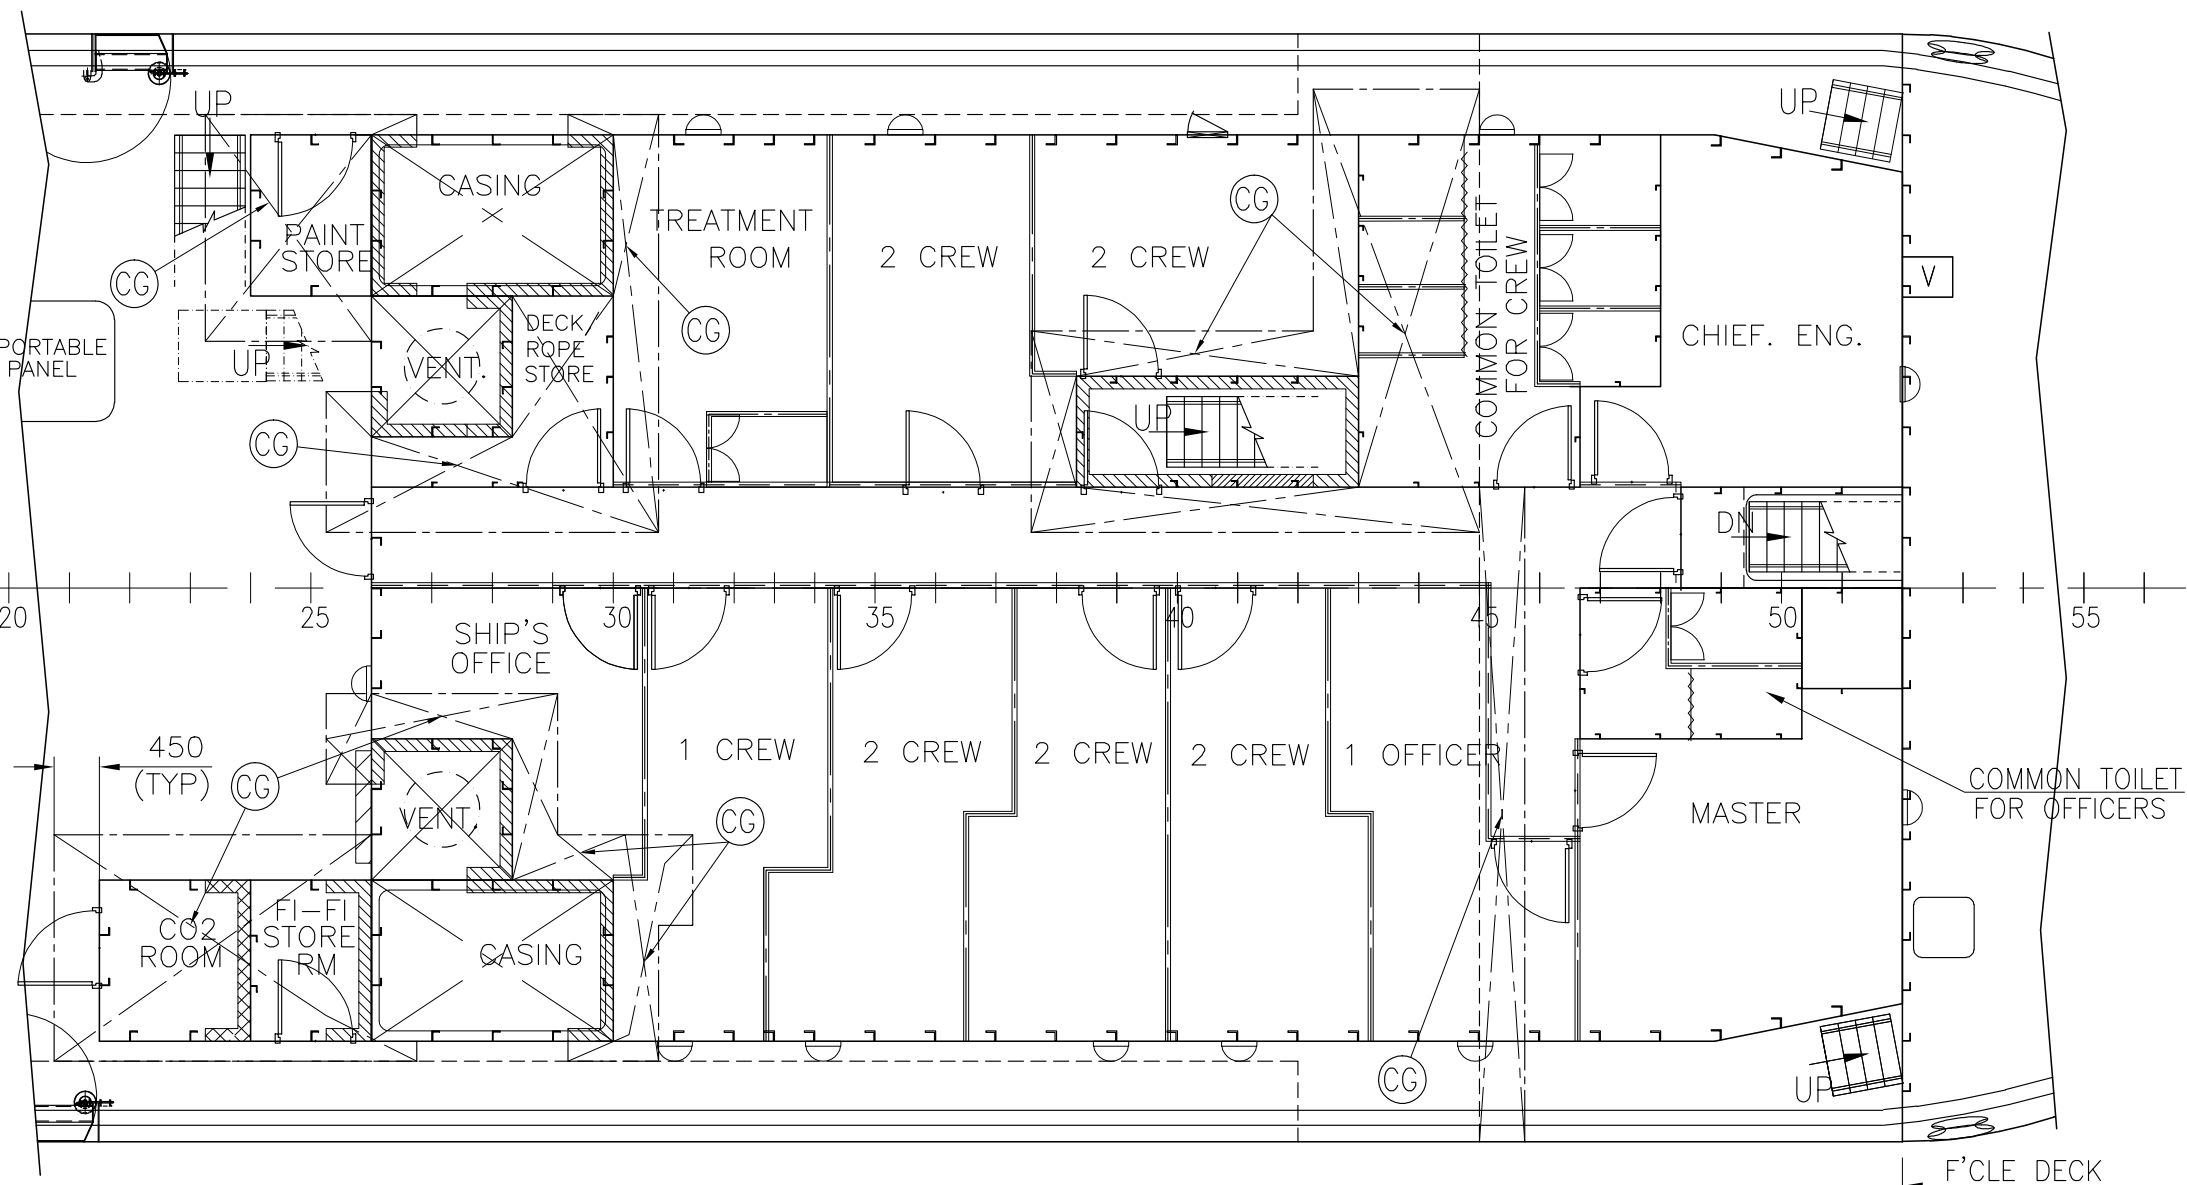 UP
UP
CASING
PAINT
STORE
CG
TREATMENT
ROOM
2 CREW
2 CREW
CG
COMMON TOILET
FOR CREW
V
CG
CG
PORTABLE
PANEL
UP
VENT.
DECK
ROPE
STORE
CHIEF. ENG.
CG
UP
DN
20
25
30
35
40
45
50
55
SHIP'S
OFFICE
450
(TYP)
CG
1 CREW
2 CREW
2 CREW
2 CREW
1 OFFICER
MASTER
COMMON TOILET
FOR OFFICERS
VENT.
CG
CO2
ROOM
FI-FI
STORE
RM
CASING
CG
UP
F'CLE DECK